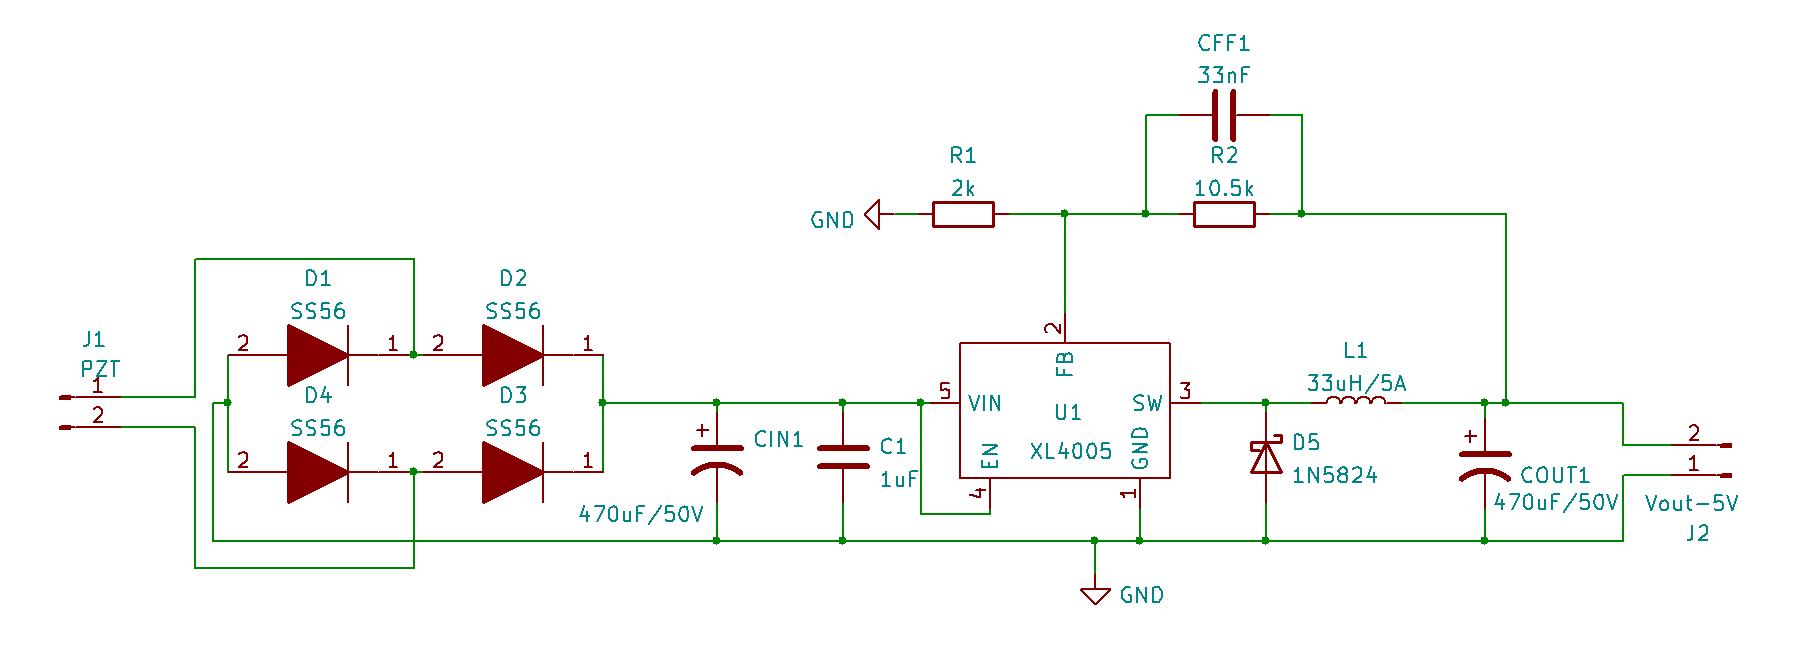 CFF1
33nF
R1
2k
R2
10.5k
GND
D1
SS56
2
1
D2
SS56
2
1
J1
PZT
1
2
D4
SS56
2
1
D3
SS56
2
1
+
CIN1
470uF/50V
C1
1uF
2
FB
5
VIN
U1
XL4005
SW
3
EN
4
GND
1
L1
33uH/5A
D5
1N5824
+
COUT1
470uF/50V
2
1
Vout-5V
J2
GND